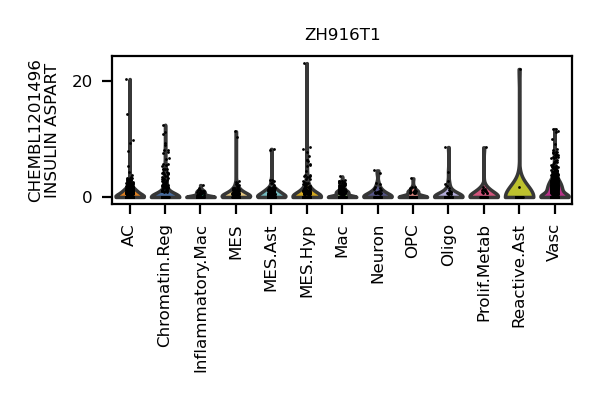 ZH916T1
CHEMBL1201496
INSULIN ASPART
20
0
AC
Chromatin.Reg
Inflammatory.Mac
MES
MES.Ast
MES.Hyp
Mac
Neuron
OPC
Oligo
Prolif.Metab
Reactive.Ast
Vasc